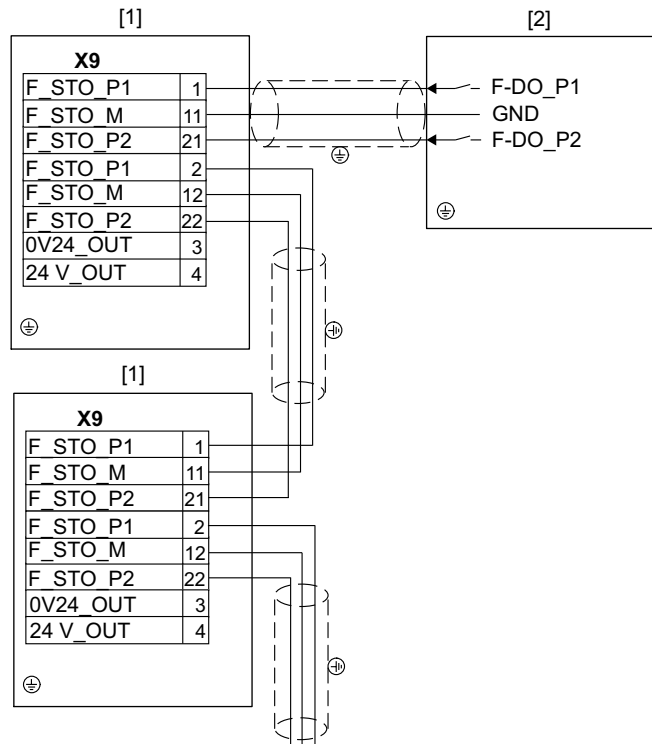 [1] [2]
X9
F_STO_P1 1 F-DO_P1
F_STO_M 11 GND
F_STO_P2 21 F-DO_P2
F_STO_P1 2
F_STO_M 12
F_STO_P2 22
0V24_OUT 3
24 V_OUT 4
[1]
X9
F_STO_P1 1
F_STO_M 11
F_STO_P2 21
F_STO_P1 2
F_STO_M 12
F_STO_P2 22
0V24_OUT 3
24 V_OUT 4